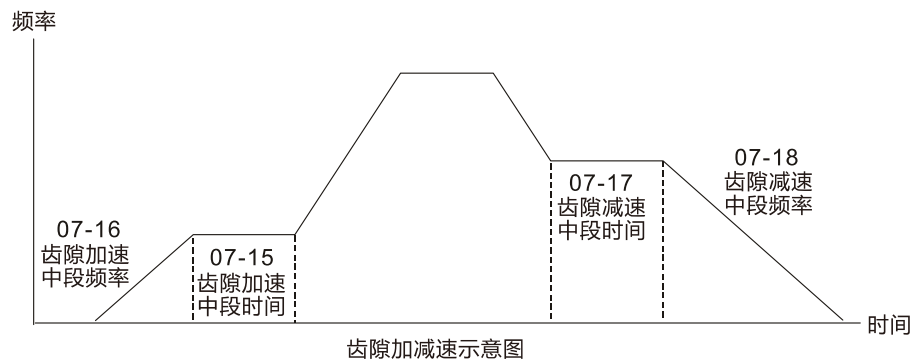 频率
07-16
齿隙加速
中段频率
07-15
齿隙加速
中段时间
07-17
齿隙减速
中段时间
07-18
齿隙减速
中段频率
时间
齿隙加减速示意图